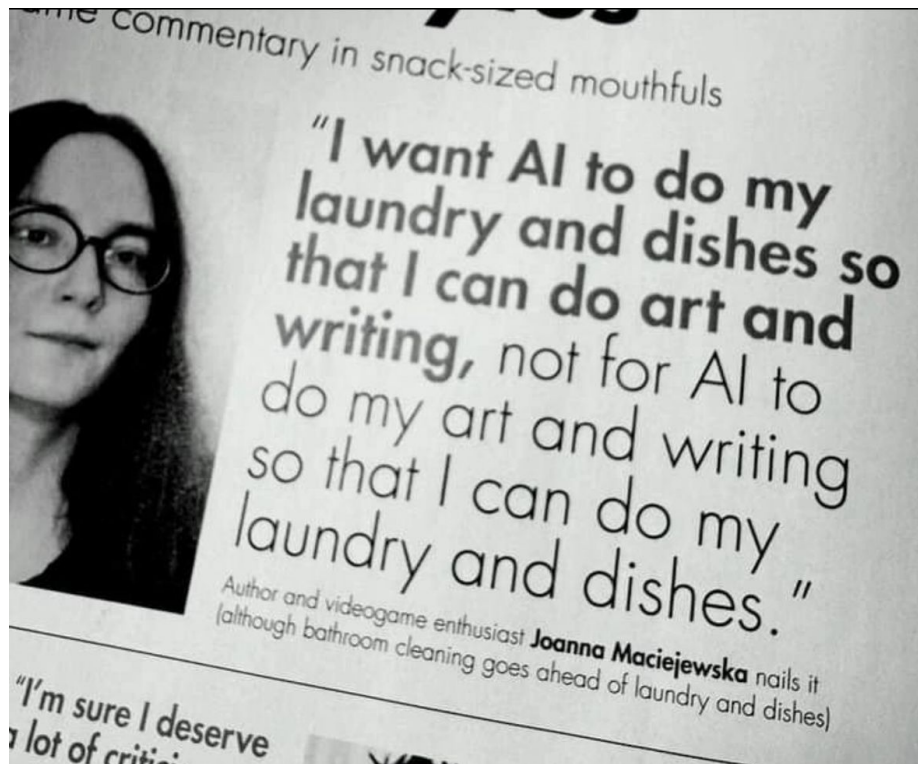 commentary in snack-sized mouthfuls
“I want AI to do my
laundry and dishes so
that I can do art and
writing, not for AI to
do my art and writing
so that I can do my
laundry and dishes.”
Author and videogame enthusiast Joanna Maciejewska nails it
(although bathroom cleaning goes ahead of laundry and dishes)
“I’m sure I deserve
lot of